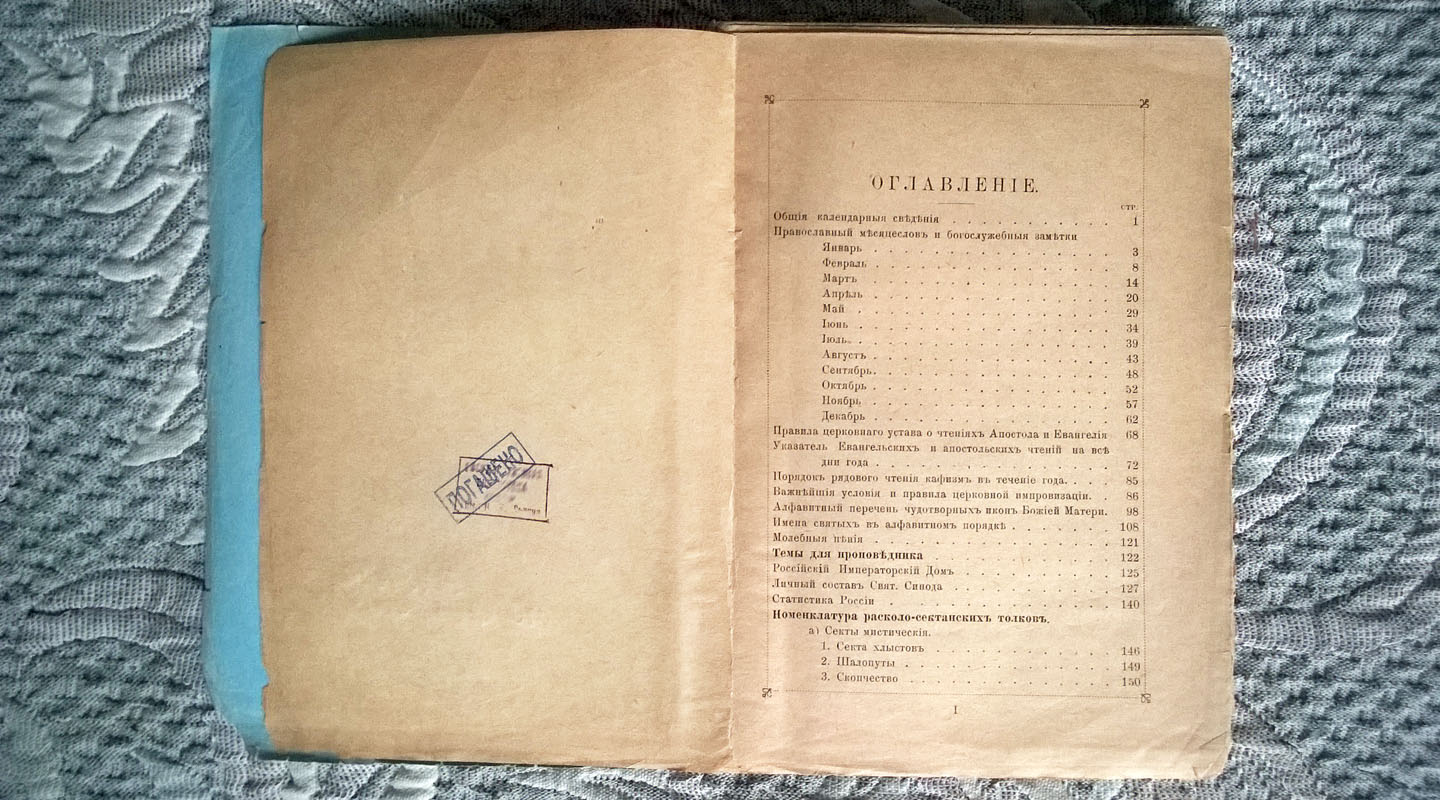 ПОГАШЕНО
ОГЛАВЛЕНІЕ.
СТР.
Общія календарныя свѣдѣнія . . . . . . . . . . 1
Православный мѣсяцесловъ и богослужебныя замѣтки
Январь . . . . . . . . . . . . 3
Февраль . . . . . . . . . . . . 8
Мартъ . . . . . . . . . . . . 14
Апрѣль . . . . . . . . . . . . 20
Май . . . . . . . . . . . . 29
Іюнь . . . . . . . . . . . . 34
Іюль. . . . . . . . . . . . . 39
Августъ . . . . . . . . . . . . 43
Сентябрь. . . . . . . . . . . . 48
Октябрь . . . . . . . . . . . . 52
Ноябрь . . . . . . . . . . . . 57
Декабрь . . . . . . . . . . . . 62
Правила церковнаго устава о чтеніяхъ Апостола и Евангелія 68
Указатель Евангельскихъ и апостольскихъ чтеній на всѣ
дни года . . . . . . . . . . . . 72
Порядокъ рядового чтенія каѳизмъ въ теченіе года. . . 85
Важнѣйшія условія и правила церковной импровизаціи. . 86
Алфавитный перечень чудотворныхъ иконъ Божіей Матери. 98
Имена святыхъ въ алфавитномъ порядкѣ . . . . . . 108
Молебныя пѣнія . . . . . . . . . . . . 121
Темы для проповѣдника . . . . . . . . . . 122
Россійскій Императорскій Домъ . . . . . . . . 125
Личный составъ Свят. Синода . . . . . . . . . 127
Статистика Россіи . . . . . . . . . . . 140
Номенклатура расколо-сектанскихъ толковъ.
а) Секты мистическія.
1. Секта хлыстовъ . . . . . . . . . . 146
2. Шалопуты . . . . . . . . . . . 149
3. Скопчество . . . . . . . . . . . 150
I